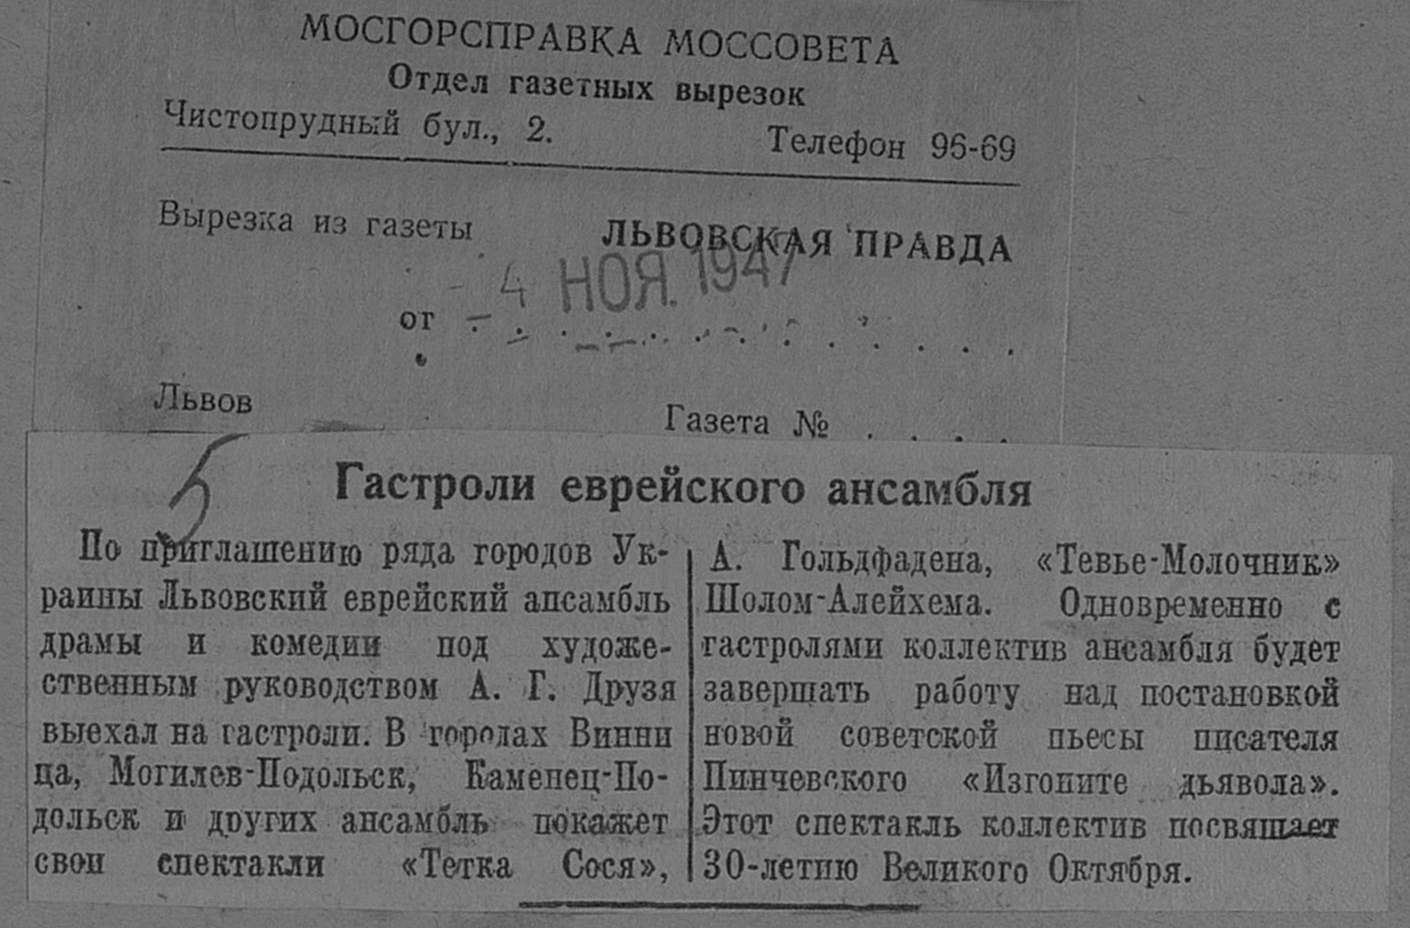 МОСГОРСПРАВКА МОССОВЕТА
Отдел газетных вырезок
Чистопрудный бул., 2. Телефон 96-69
Вырезка из газеты ЛЬВОВСКАЯ ПРАВДА
- 4 НОЯ. 1947
от
Львов Газета №
5
Гастроли еврейского ансамбля
По приглашению ряда городов Ук-
раины Львовский еврейский ансамбль
драмы и комедии под художе-
ственным руководством А. Г. Друзя
выехал на гастроли. В городах Винни
ца, Могилев-Подольск, Каменец-По-
дольск и других ансамбль покажет
свои спектакли «Тетка Сося»,
А. Гольдфадена, «Тевье-Молочник»
Шолом-Алейхема. Одновременно с
гастролями коллектив ансамбля будет
завершать работу над постановкой
новой советской пьесы писателя
Пинчевского «Изгоните дьявола».
Этот спектакль коллектив посвящает
30-летию Великого Октября.